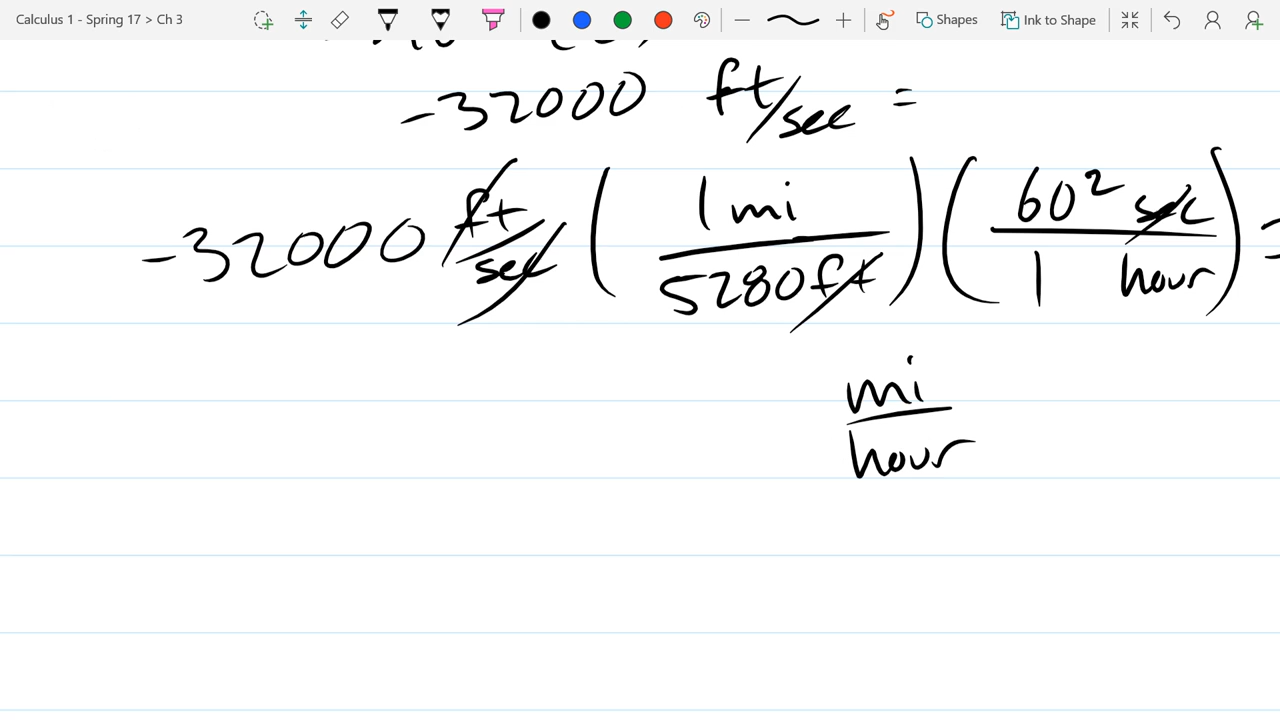 Calculus 1 - Spring 17 > Ch 3
Shapes
Ink to Shape
-32000 ft/sec =
-32000 ft/sec (1 mi / 5280 ft) (60² sec / 1 hour) =
mi
hour